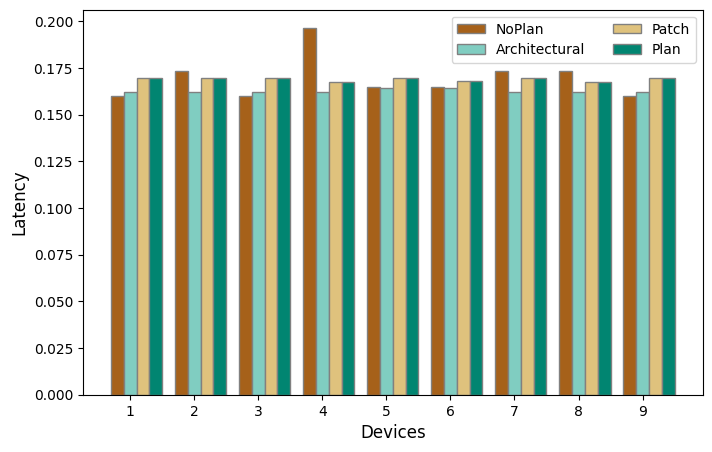 0.200
0.175
0.150
0.125
0.100
0.075
0.050
0.025
0.000
Latency
NoPlan
Architectural
Patch
Plan
1 2 3 4 5 6 7 8 9
Devices